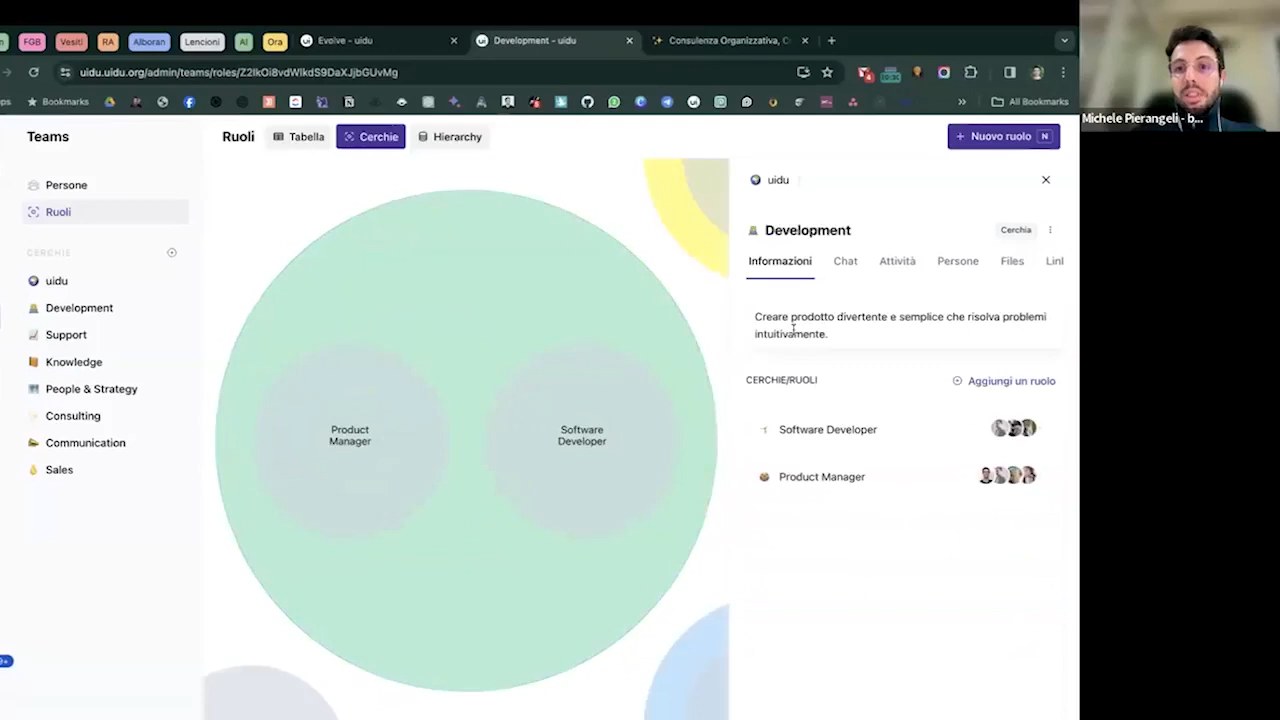 FGB
Vesiti
RA
Alboran
Lencioni
AI
Ora
Evolve - uidu
Development - uidu
Consulenza Organizzativa, C
uidu.uidu.org/admin/teams/roles/Z2lkOi8vdWlkdS9DaXJjbGUvMg
Bookmarks
All Bookmarks
Michele Pierangeli - b...
Teams
Persone
Ruoli
CERCHIE
uidu
Development
Support
Knowledge
People & Strategy
Consulting
Communication
Sales
9+
Ruoli
Tabella
Cerchie
Hierarchy
Nuovo ruolo N
Product
Manager
Software
Developer
uidu
Development
Cerchia
Informazioni
Chat
Attività
Persone
Files
Linl
Creare prodotto divertente e semplice che risolva problemi
intuitivamente.
CERCHIE/RUOLI
Aggiungi un ruolo
Software Developer
Product Manager